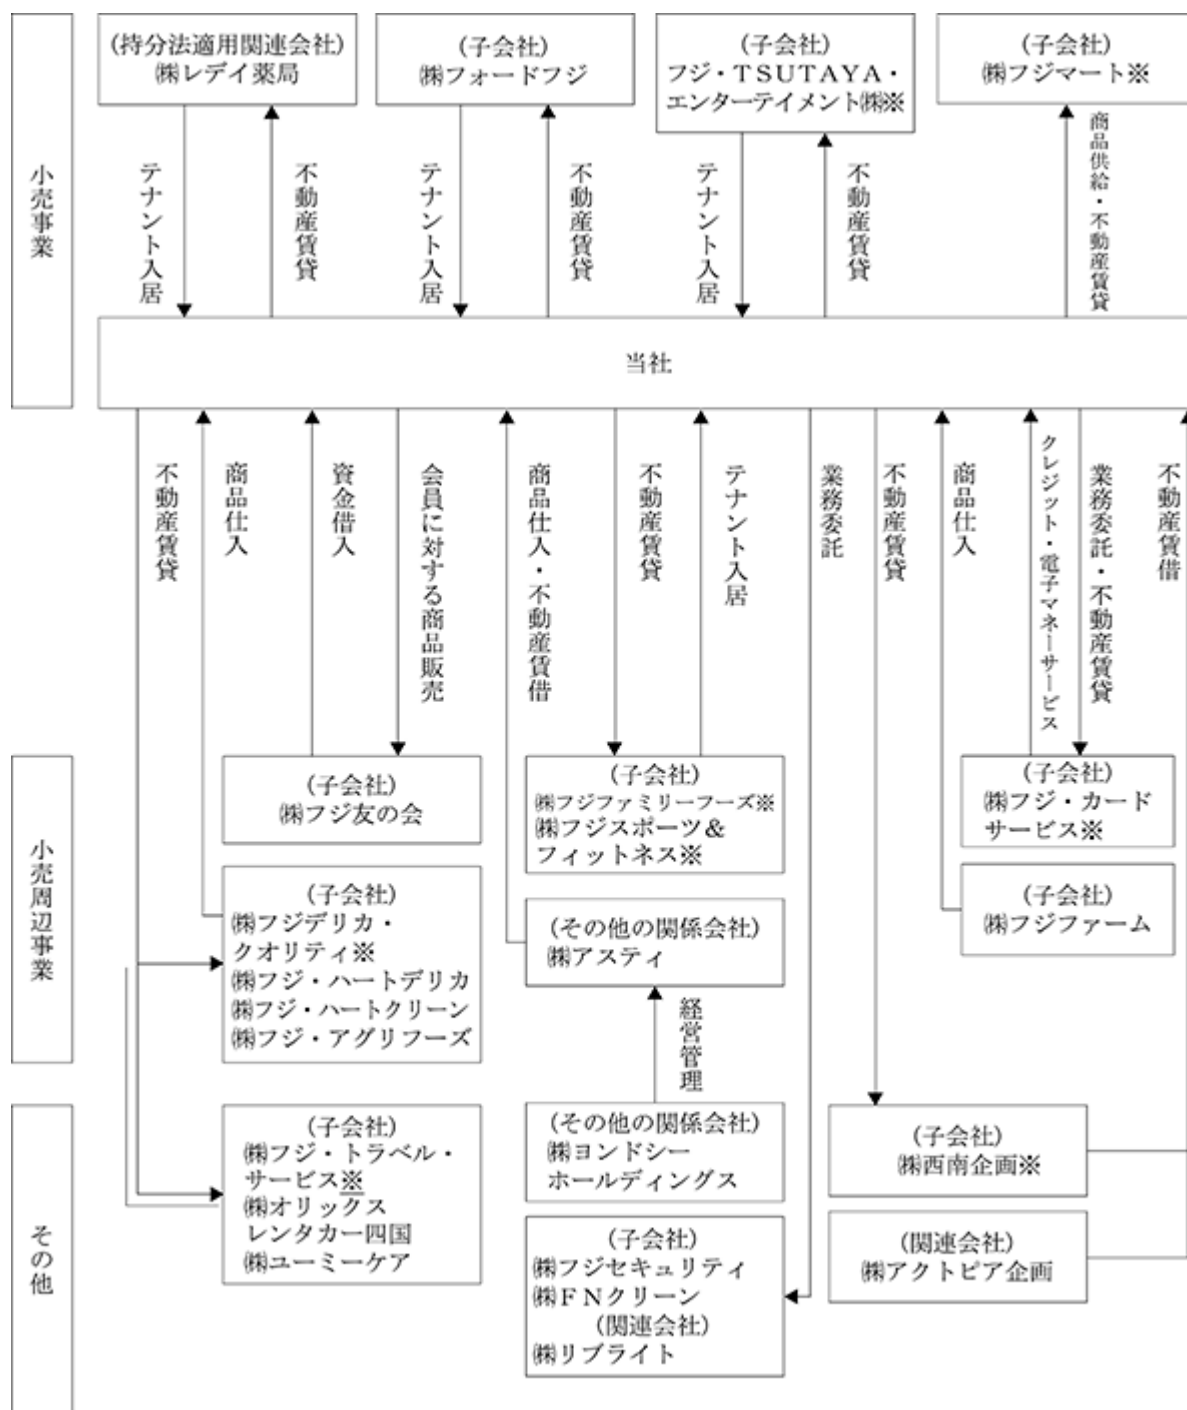 小売事業
(持分法適用関連会社)
㈱レデイ薬局
(子会社)
㈱フォードフジ
(子会社)
フジ・TSUTAYA・
エンターテイメント㈱※
(子会社)
㈱フジマート※
テナント入居
不動産賃貸
テナント入居
不動産賃貸
テナント入居
不動産賃貸
商品供給・不動産賃貸
当社
不動産賃貸
商品仕入
資金借入
会員に対する商品販売
商品仕入・不動産賃借
不動産賃貸
テナント入居
業務委託
不動産賃貸
商品仕入
クレジット・電子マネーサービス
業務委託・不動産賃貸
不動産賃借
小売周辺事業
(子会社)
㈱フジ友の会
(子会社)
㈱フジデリカ・
クオリティ※
㈱フジ・ハートデリカ
㈱フジ・ハートクリーン
㈱フジ・アグリフーズ
(子会社)
㈱フジファミリーフーズ※
㈱フジスポーツ&
フィットネス※
(その他の関係会社)
㈱アスティ
経営管理
(子会社)
㈱フジ・カード
サービス※
(子会社)
㈱フジファーム
その他
(子会社)
㈱フジ・トラベル・
サービス※
㈱オリックス
レンタカー四国
㈱ユーミーケア
(その他の関係会社)
㈱ヨンドシー
ホールディングス
(子会社)
㈱フジセキュリティ
㈱FNクリーン
(関連会社)
㈱リブライト
(子会社)
㈱西南企画※
(関連会社)
㈱アクトピア企画